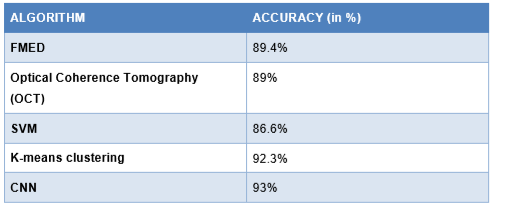 ALGORITHM ACCURACY (in %)
FMED 89.4%
Optical Coherence Tomography 89%
(OCT)
SVM 86.6%
K-means clustering 92.3%
CNN 93%